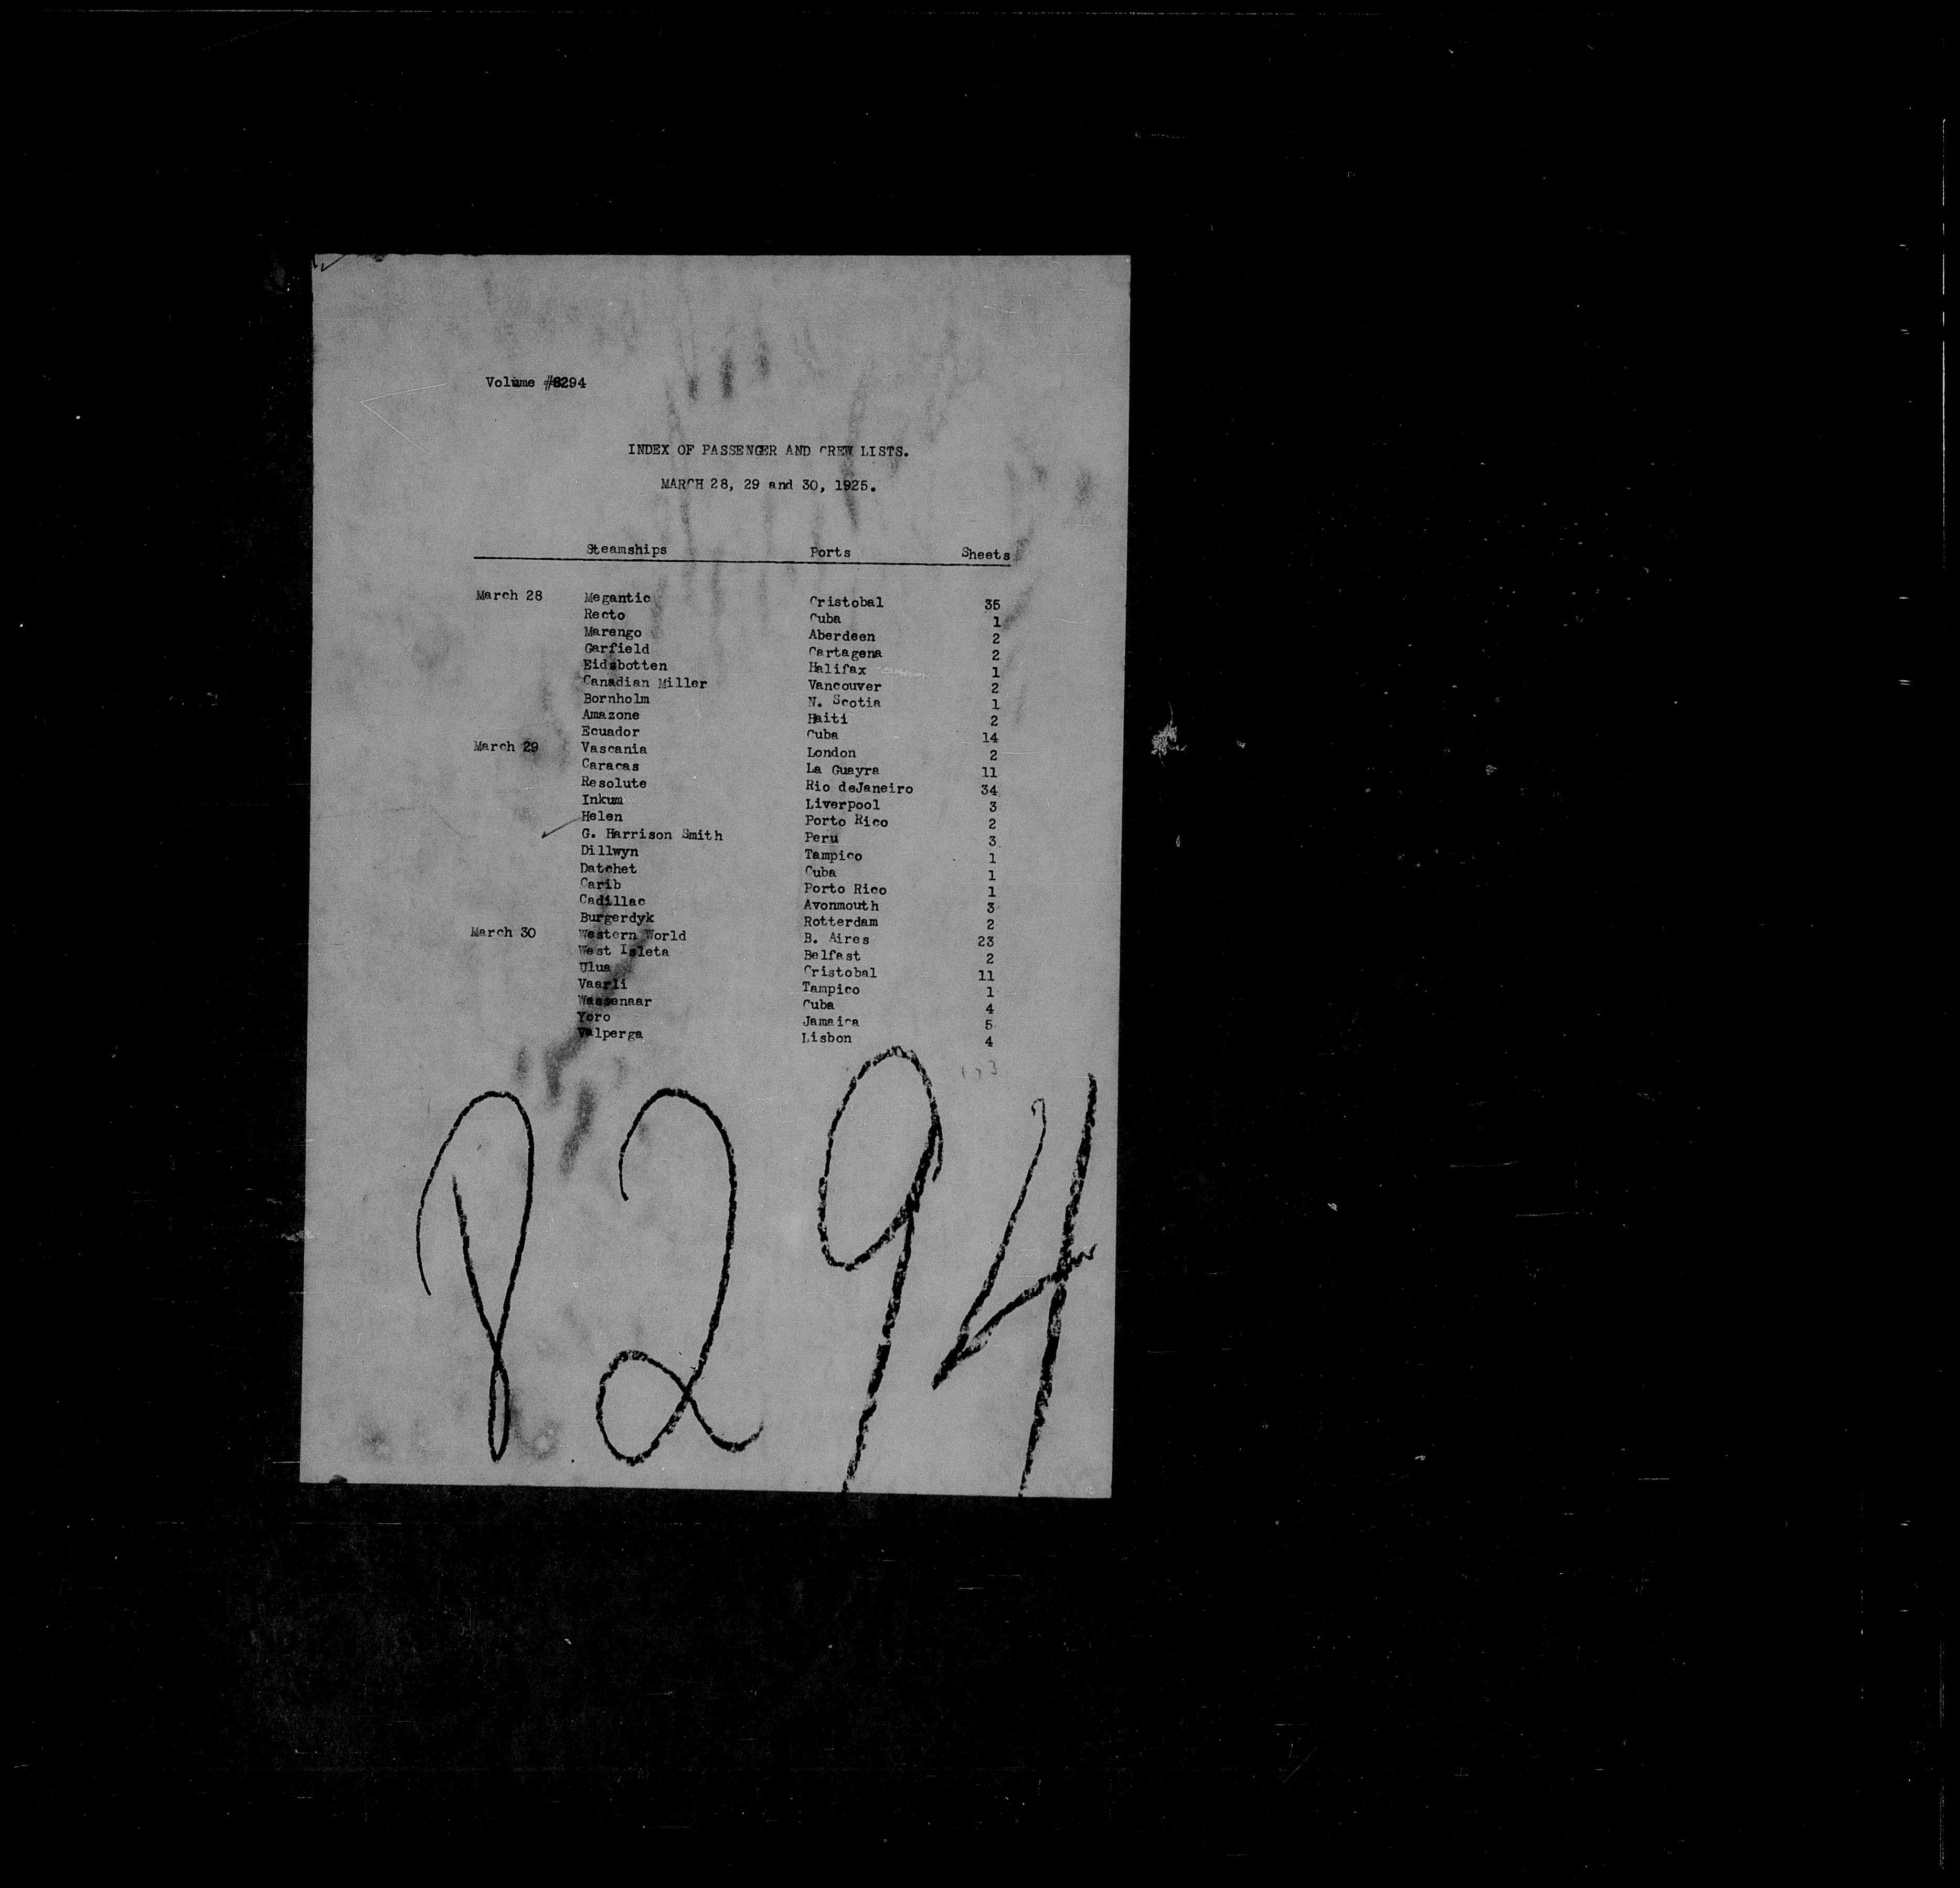 Volume #8294
INDEX OF PASSENGER AND CREW LISTS.
MARCH 28, 29 and 30, 1925.
Steamships Ports Sheets
March 28 Megantic Cristobal 35
Recto Cuba 1
Marengo Aberdeen 2
Garfield Cartagena 2
Eidsbotten Halifax 1
Canadian Miller Vancouver 2
Bornholm N. Scotia 1
Amazone Haiti 2
Ecuador Cuba 14
March 29 Vascania London 2
Caracas La Guayra 11
Resolute Rio deJaneiro 34
Inkum Liverpool 3
Helen Porto Rico 2
G. Harrison Smith Peru 3
Dillwyn Tampico 1
Datchet Cuba 1
Carib Porto Rico 1
Cadillac Avonmouth 3
Burgerdyk Rotterdam 2
March 30 Western World B. Aires 23
West Isleta Belfast 2
Ulua Cristobal 11
Vaarli Tampico 1
Wassenaar Cuba 4
Yoro Jamaica 5
Valperga Lisbon 4
8294